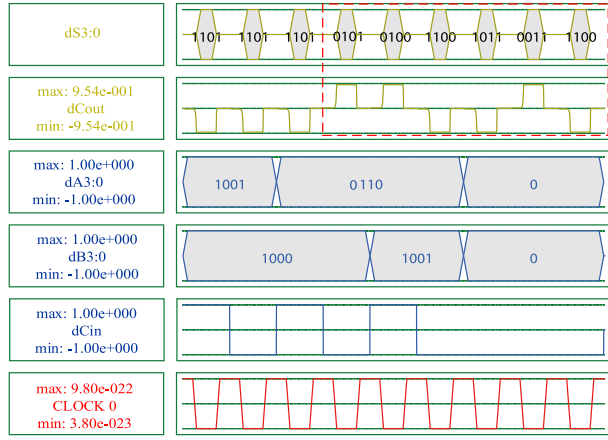 dS3:0
1101 1101 1101 0101 0100 1100 1011 0011 1100
max: 9.54e-001
dCout
min: -9.54e-001
max: 1.00e+000
dA3:0
min: -1.00e+000
1001 0110 0
max: 1.00e+000
dB3:0
min: -1.00e+000
1000 1001 0
max: 1.00e+000
dCin
min: -1.00e+000
max: 9.80e-022
CLOCK 0
min: 3.80e-023